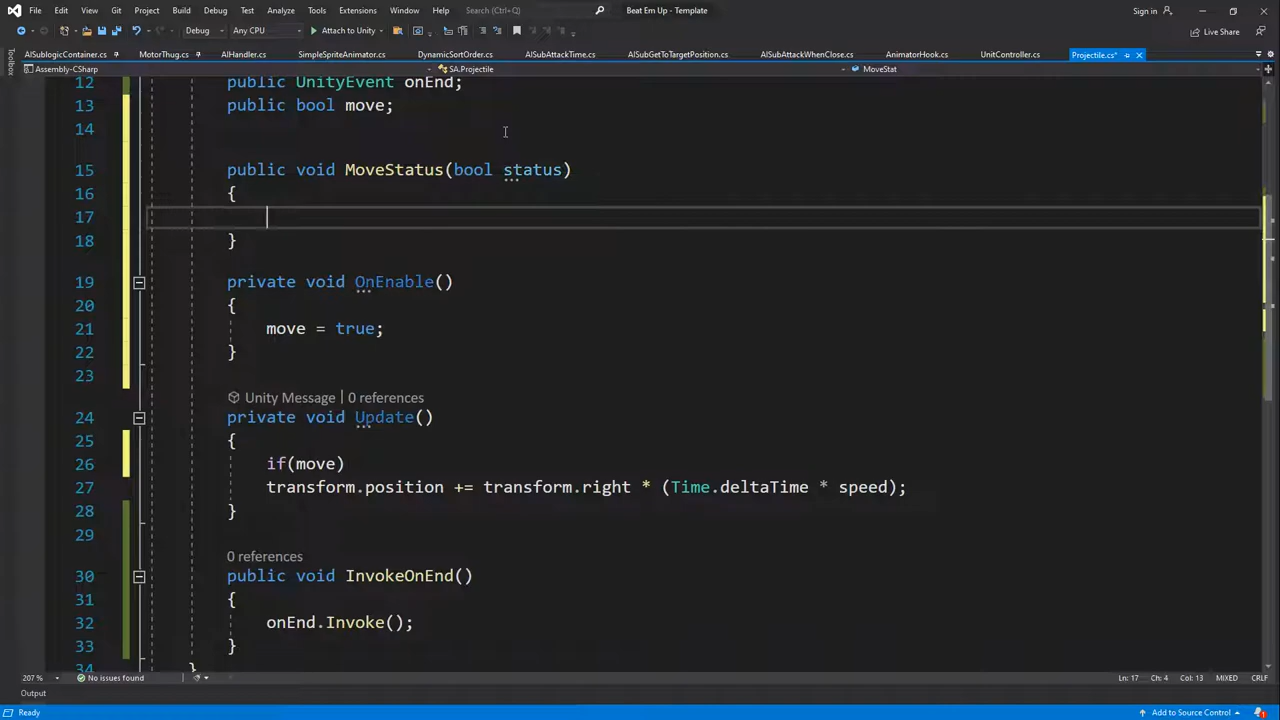 File Edit View Git Project Build Debug Test Analyze Tools Extensions Window Help Search (Ctrl+Q) Beat Em Up - Template Sign in
Debug Any CPU Attach to Unity Live Share
AISublogicContainer.cs MotorThug.cs AIHandler.cs SimpleSpriteAnimator.cs DynamicSortOrder.cs AISubAttackTime.cs AISubGetToTargetPosition.cs AISubAttackWhenClose.cs AnimatorHook.cs UnitController.cs Projectile.cs*
Toolbox
Assembly-CSharp SA.Projectile MoveStat
12 public UnityEvent onEnd;
13 public bool move;
14
15 public void MoveStatus(bool status)
16 {
17
18 }
19 private void OnEnable()
20 {
21 move = true;
22 }
23
Unity Message | 0 references
24 private void Update()
25 {
26 if(move)
27 transform.position += transform.right * (Time.deltaTime * speed);
28 }
29
0 references
30 public void InvokeOnEnd()
31 {
32 onEnd.Invoke();
33 }
34 }
207 % No issues found Ln: 17 Ch: 4 Col: 13 MIXED CRLF
Output
Ready Add to Source Control 1